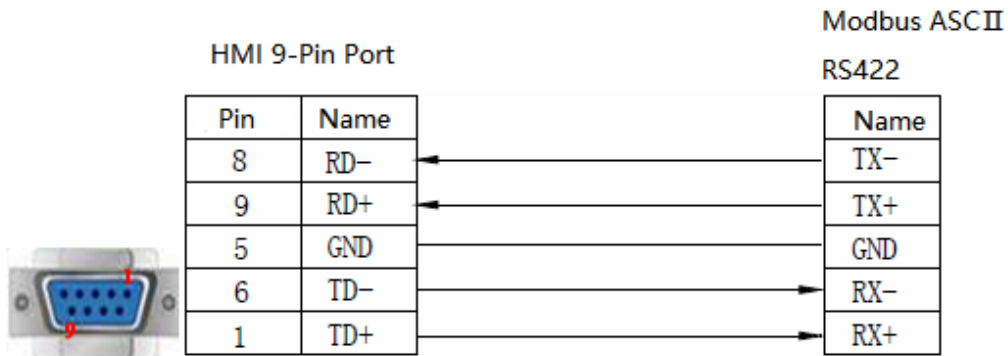 Modbus ASCⅡ
HMI 9-Pin Port
RS422
Pin Name Name
8 RD- TX-
9 RD+ TX+
5 GND GND
6 TD- RX-
1 TD+ RX+
1
9